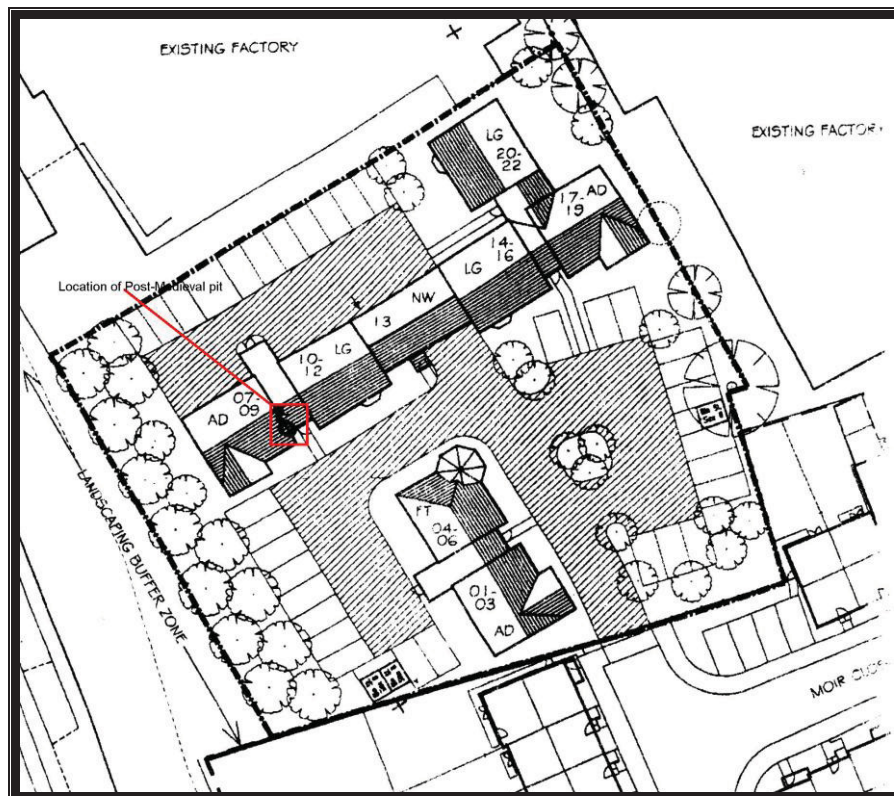 EXISTING FACTORY
EXISTING FACTORY
LG
20-
22
17-
19
AD
14-
16
LG
NW
13
Location of Post-Medieval pit
10-
12
LG
07-
09
AD
FT
04-
06
01-
03
AD
LANDSCAPING BUFFER ZONE
MOIR CLOS